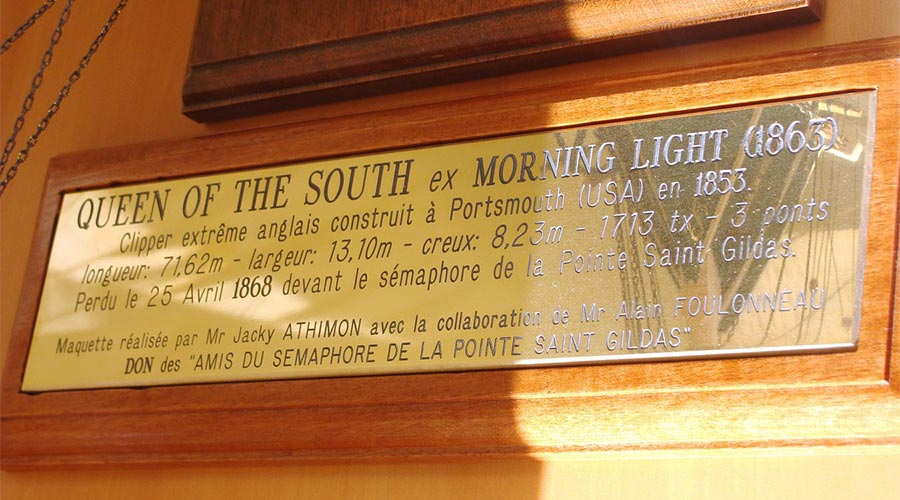 QUEEN OF THE SOUTH ex MORNING LIGHT (1863)
Clipper extrême anglais construit à Portsmouth (USA) en 1853.
longueur: 71,62m - largeur: 13,10m - creux: 8,23m - 1713 tx - 3 ponts
Perdu le 25 Avril 1868 devant le sémaphore de la Pointe Saint Gildas.
Maquette réalisée par Mr Jacky ATHIMON avec la collaboration de Mr Alain FOULONNEAU
DON des "AMIS DU SEMAPHORE DE LA POINTE SAINT GILDAS"